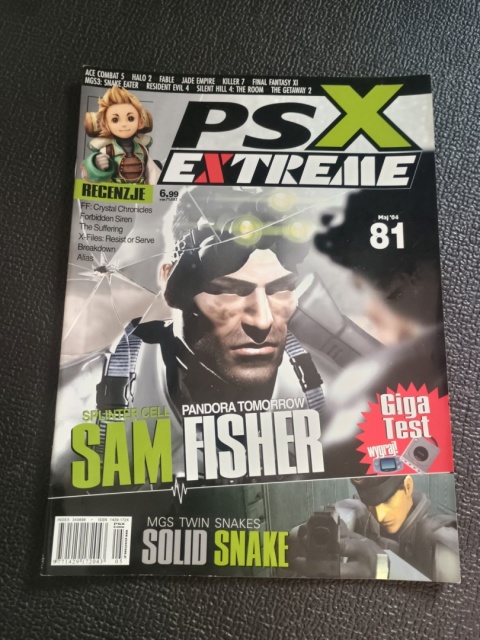 ACE COMBAT 5 HALO 2 FABLE JADE EMPIRE KILLER 7 FINAL FANTASY XI
MGS3: SNAKE EATER RESIDENT EVIL 4 SILENT HILL 4: THE ROOM THE GETAWAY 2
PSX
EXTREME
RECENZJE
6,99
FF: Crystal Chronicles
Forbidden Siren
The Suffering
X-Files: Resist or Serve
Breakdown
Alias
Maj '04
81
SPLINTER CELL PANDORA TOMORROW
SAM FISHER
Giga
Test
wygraj!
MGS TWIN SNAKES
SOLID SNAKE